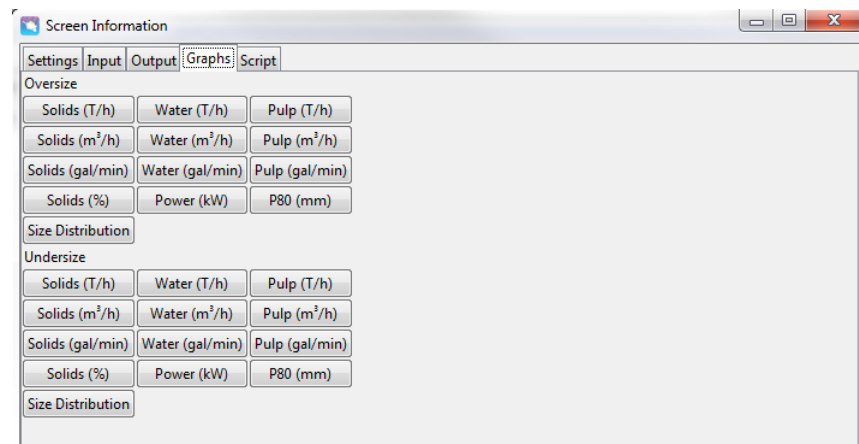 Screen Information
Settings Input Output Graphs Script
Oversize
Solids (T/h) Water (T/h) Pulp (T/h)
Solids (m³/h) Water (m³/h) Pulp (m³/h)
Solids (gal/min) Water (gal/min) Pulp (gal/min)
Solids (%) Power (kW) P80 (mm)
Size Distribution
Undersize
Solids (T/h) Water (T/h) Pulp (T/h)
Solids (m³/h) Water (m³/h) Pulp (m³/h)
Solids (gal/min) Water (gal/min) Pulp (gal/min)
Solids (%) Power (kW) P80 (mm)
Size Distribution